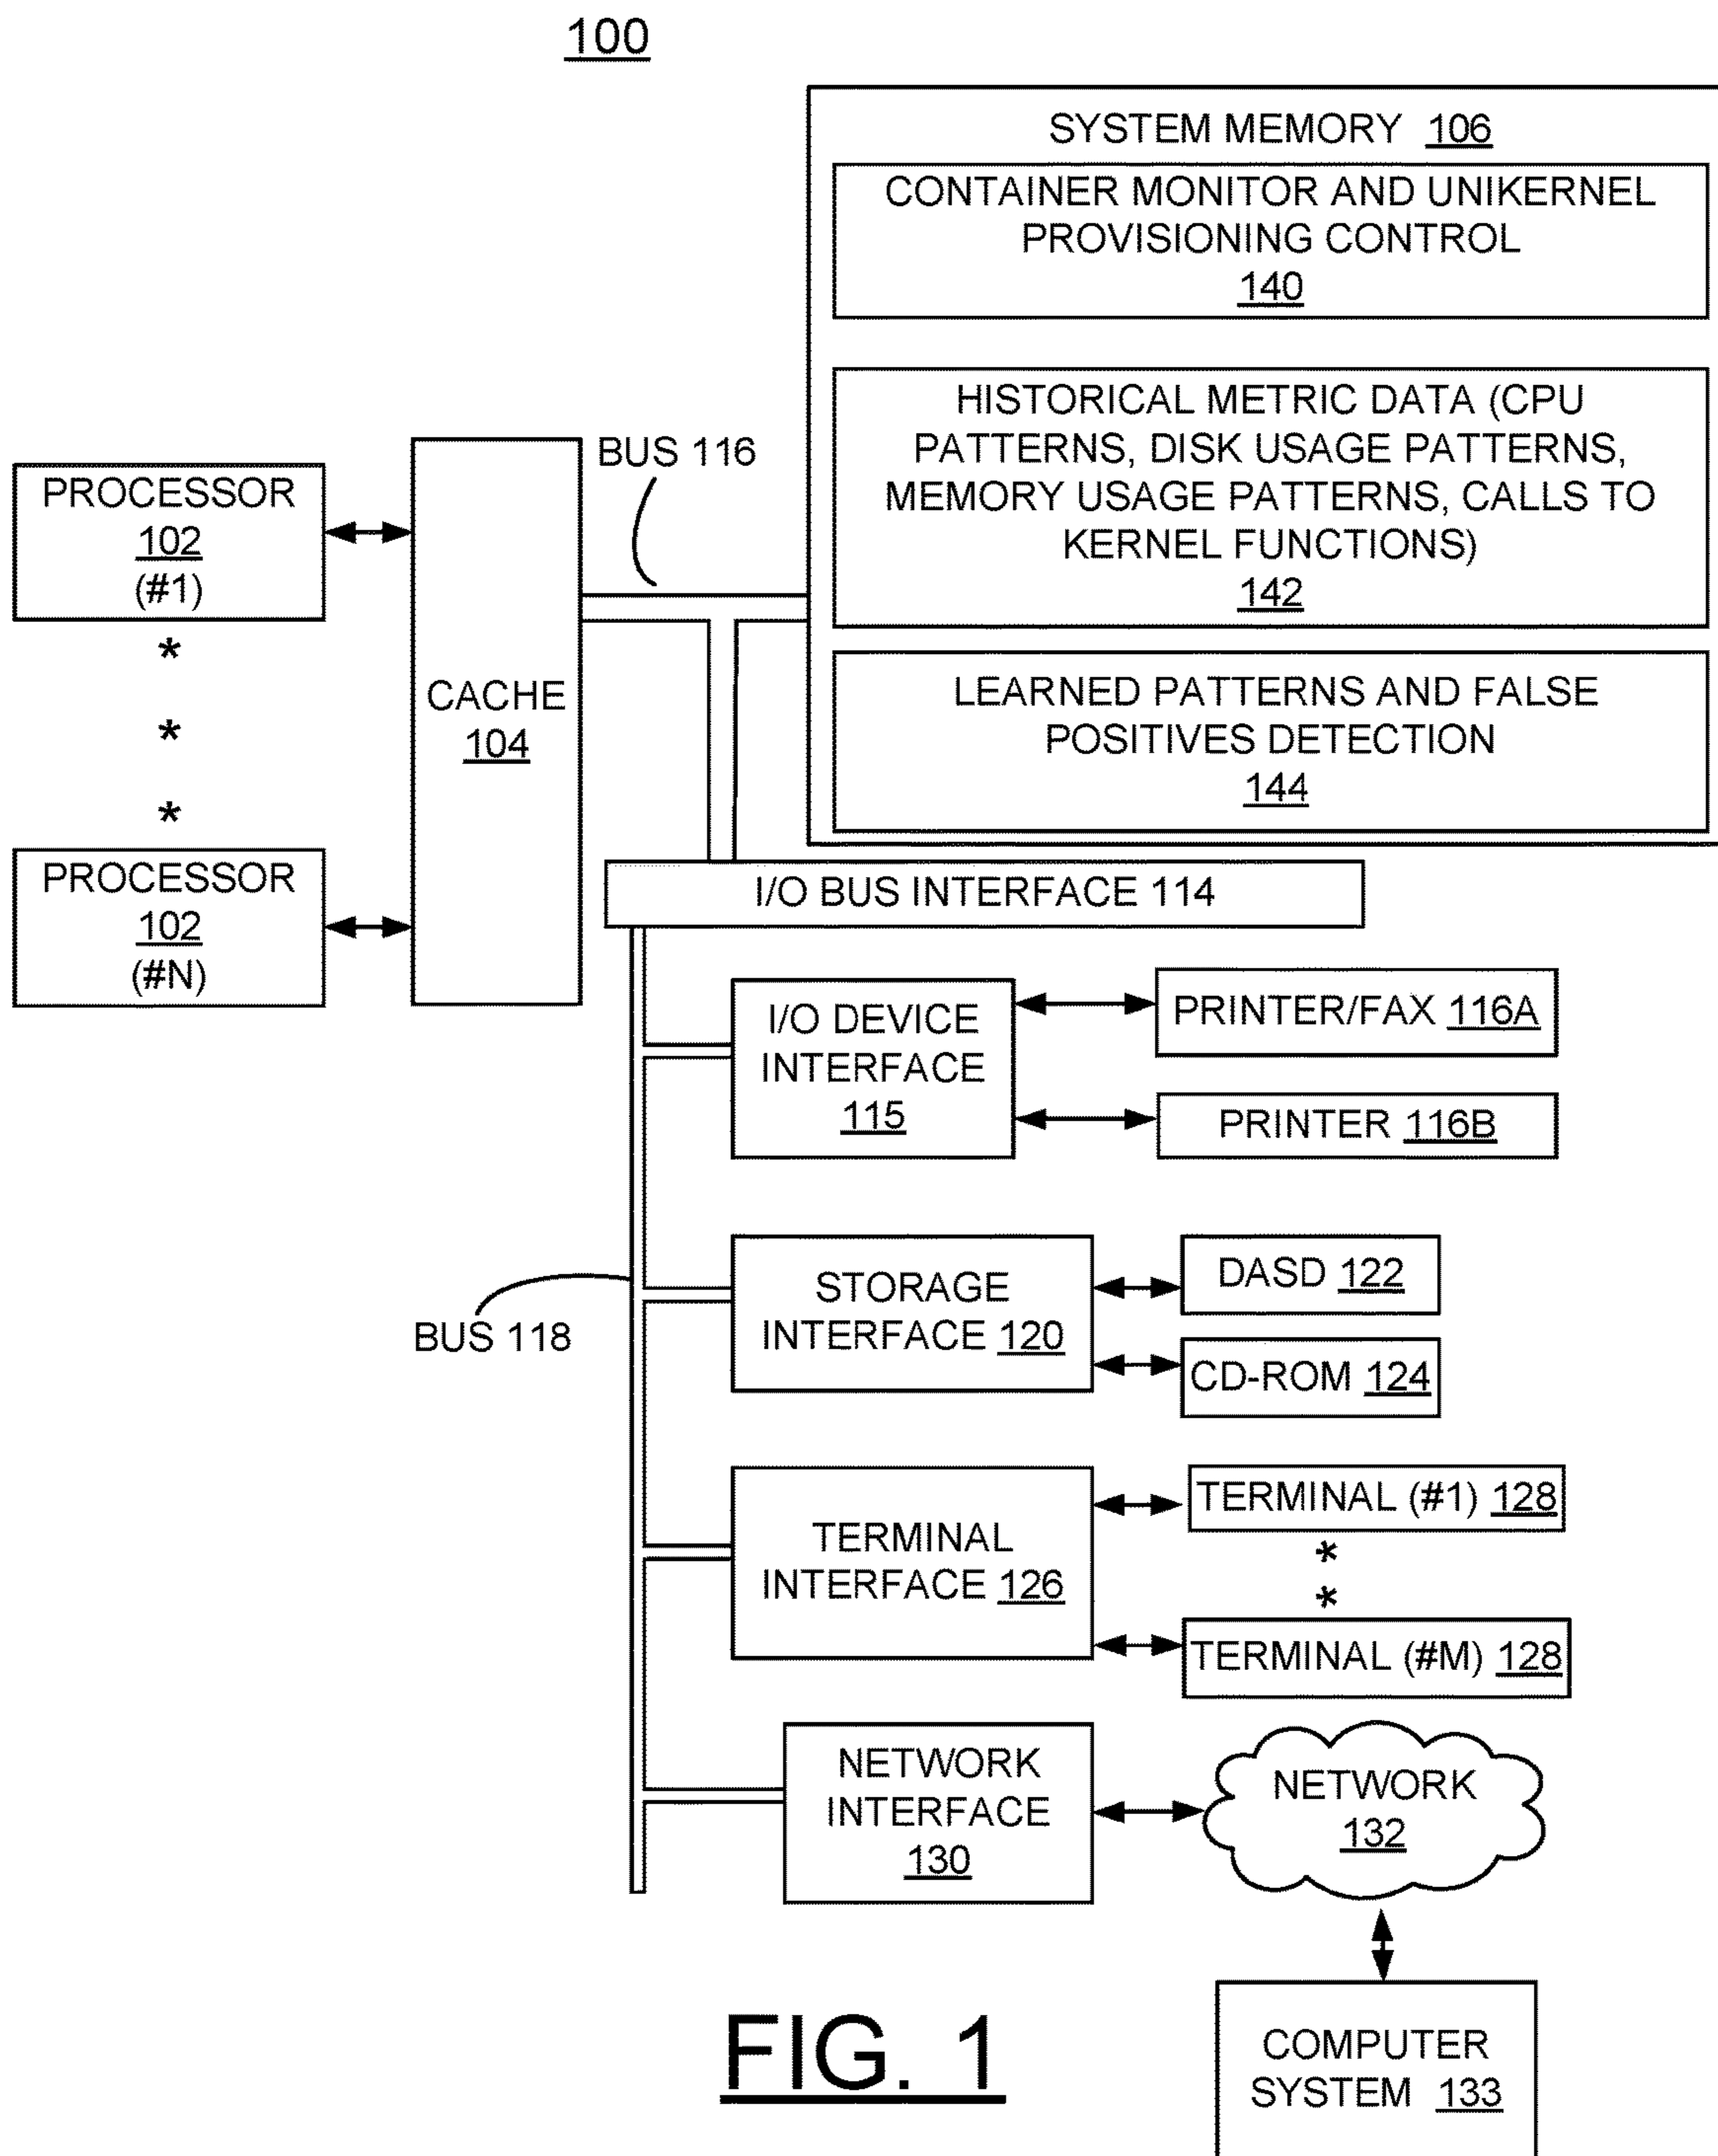 100
SYSTEM MEMORY 106
CONTAINER MONITOR AND UNIKERNEL
PROVISIONING CONTROL
140
HISTORICAL METRIC DATA (CPU
PATTERNS, DISK USAGE PATTERNS,
MEMORY USAGE PATTERNS, CALLS TO
KERNEL FUNCTIONS)
142
LEARNED PATTERNS AND FALSE
POSITIVES DETECTION
144
BUS 116
PROCESSOR
102
(#1)
*
*
*
PROCESSOR
102
(#N)
CACHE
104
I/O BUS INTERFACE 114
I/O DEVICE
INTERFACE
115
PRINTER/FAX 116A
PRINTER 116B
BUS 118
STORAGE
INTERFACE 120
DASD 122
CD-ROM 124
TERMINAL
INTERFACE 126
TERMINAL (#1) 128
*
*
TERMINAL (#M) 128
NETWORK
INTERFACE
130
NETWORK
132
COMPUTER
SYSTEM 133
FIG. 1